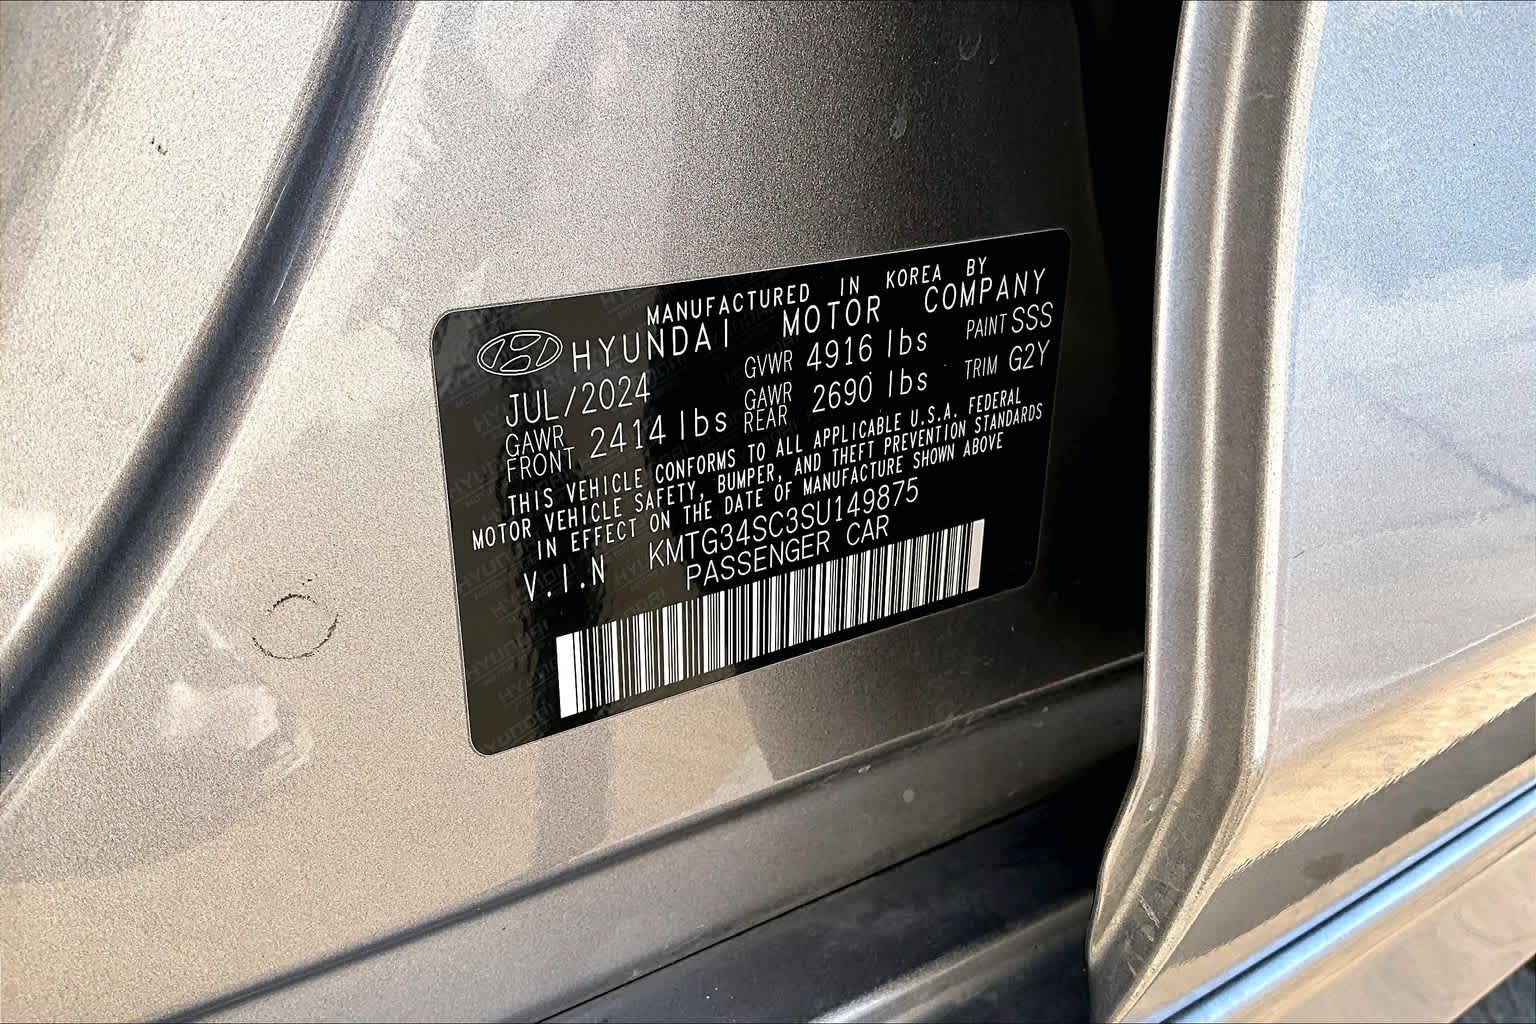 MANUFACTURED IN KOREA BY
HYUNDAI MOTOR COMPANY
JUL/2024 GVWR 4916 lbs PAINT SSS
GAWR FRONT 2414 lbs GAWR REAR 2690 lbs TRIM G2Y
THIS VEHICLE CONFORMS TO ALL APPLICABLE U.S.A. FEDERAL
MOTOR VEHICLE SAFETY, BUMPER, AND THEFT PREVENTION STANDARDS
IN EFFECT ON THE DATE OF MANUFACTURE SHOWN ABOVE
V.I.N KMTG34SC3SU149875
PASSENGER CAR